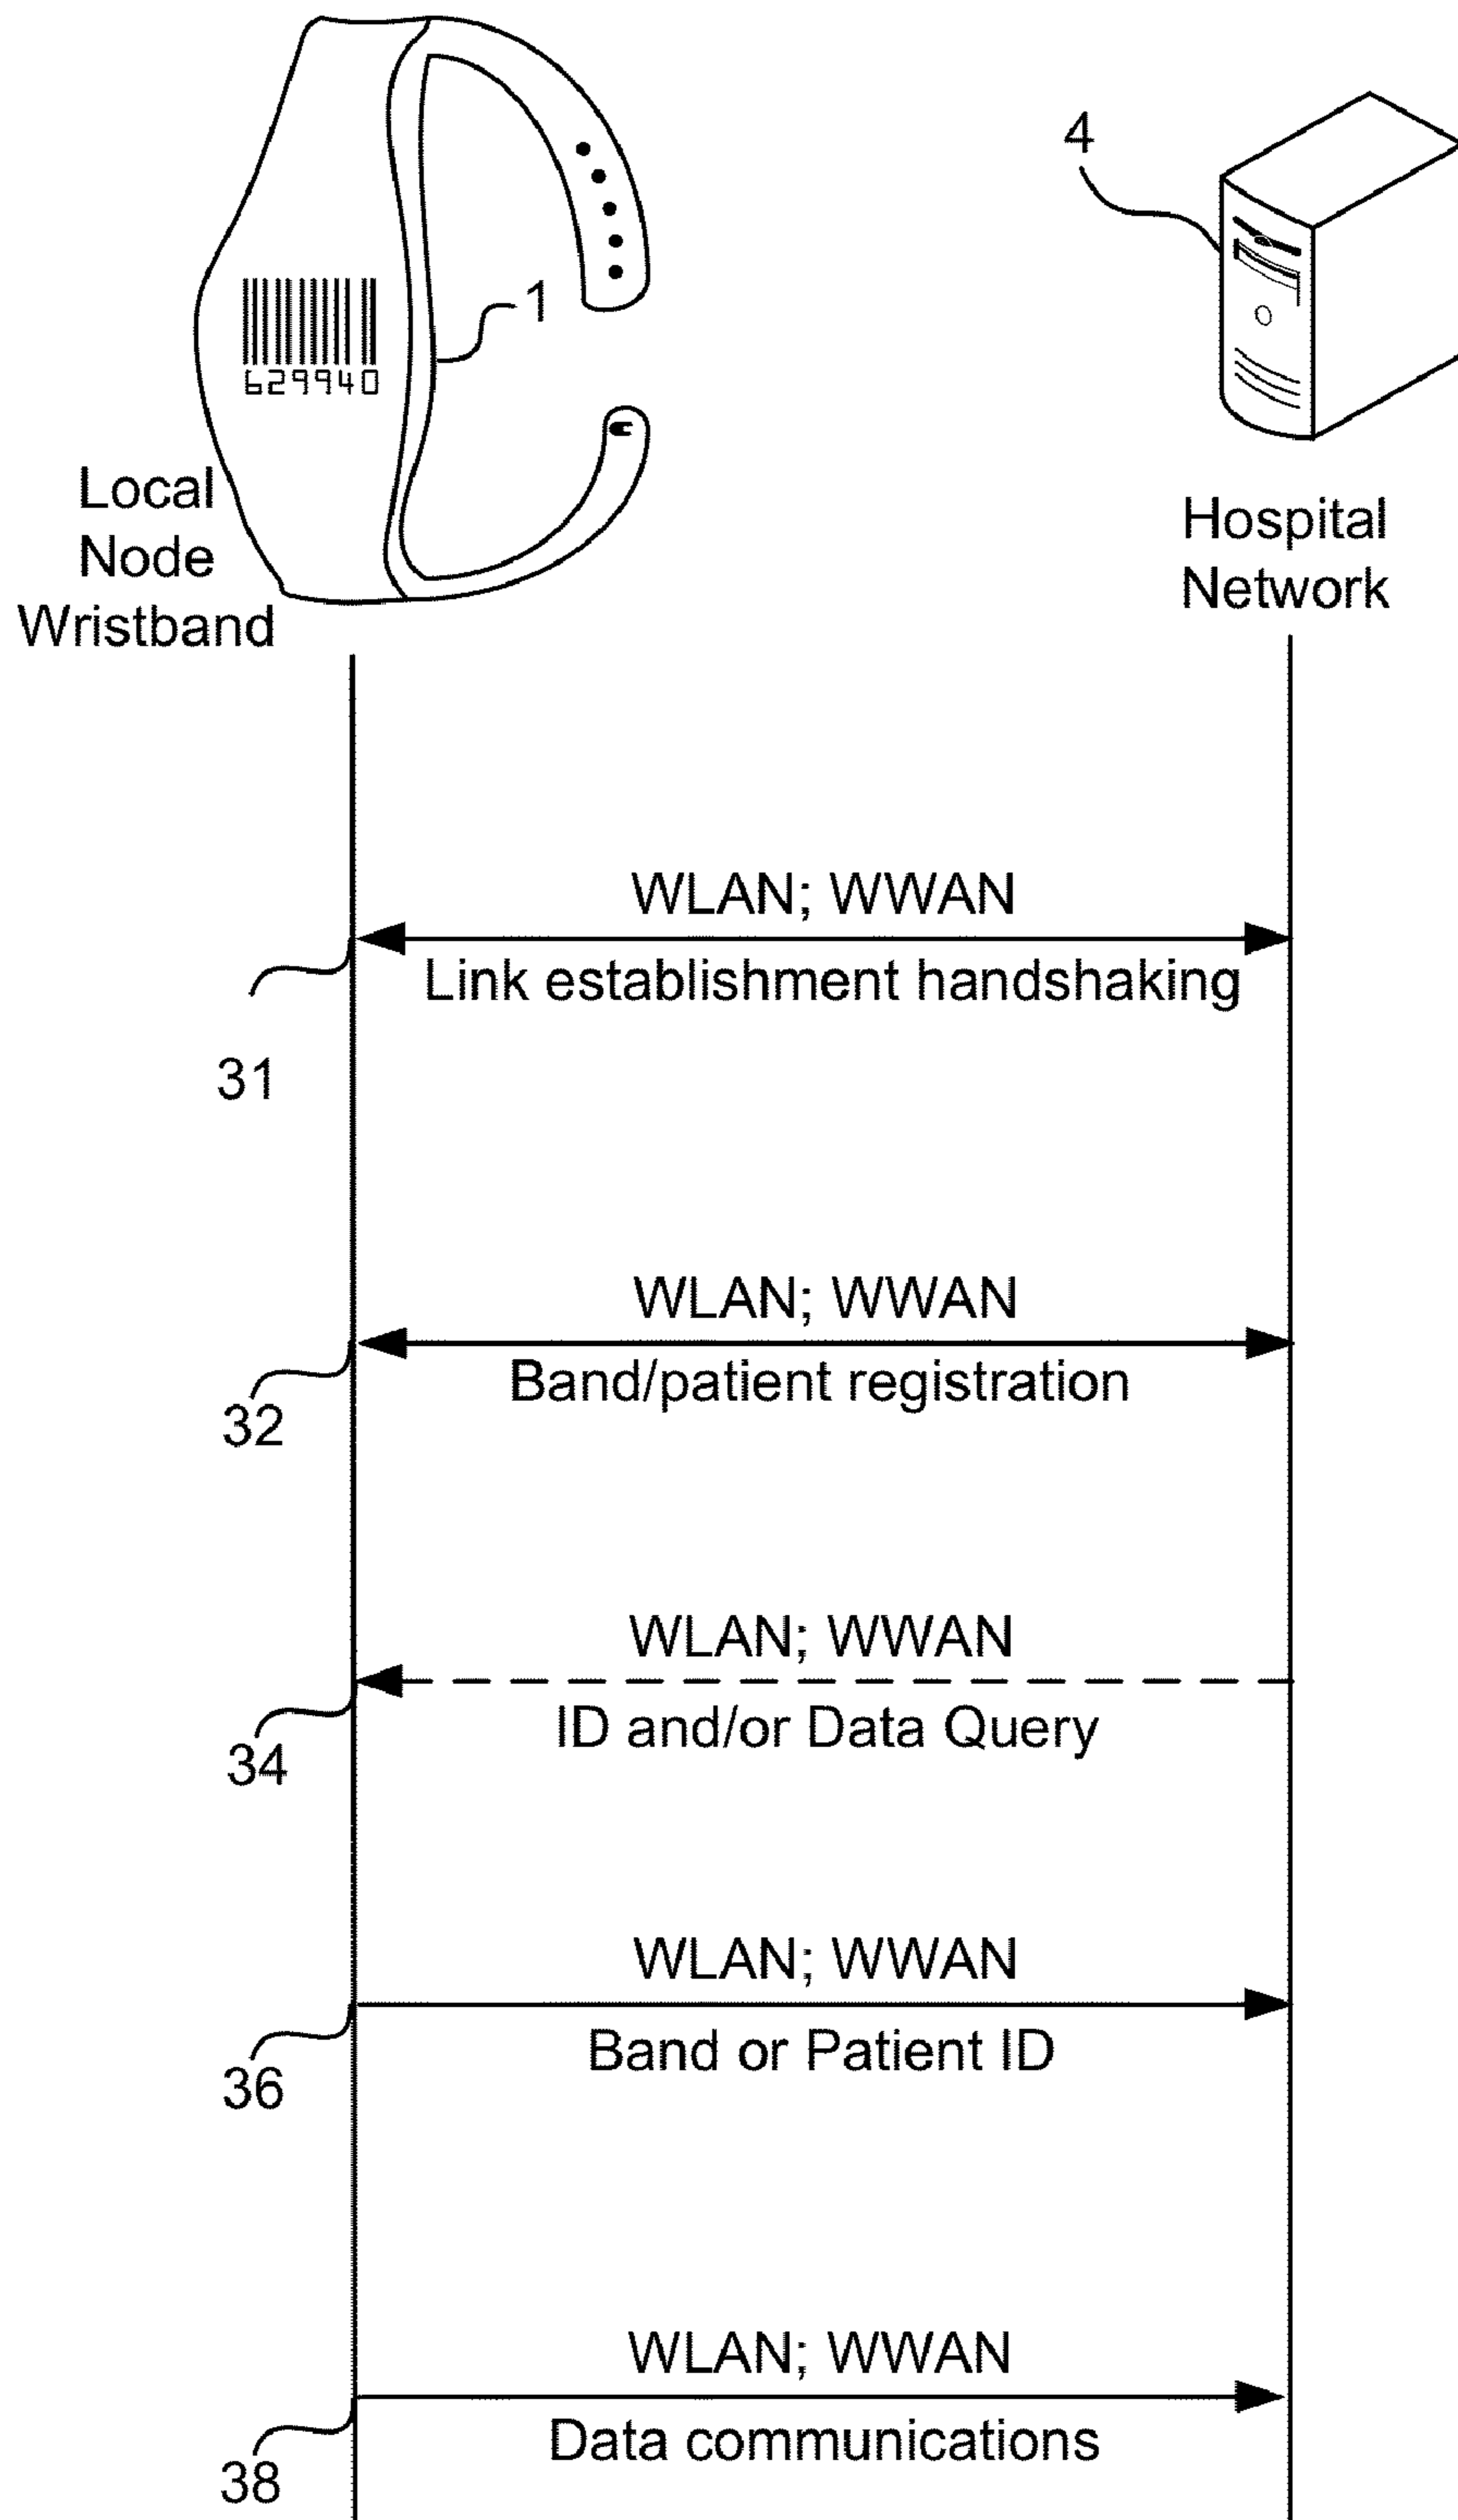 4
1
629940
Local
Node
Wristband
Hospital
Network
WLAN; WWAN
Link establishment handshaking
31
WLAN; WWAN
Band/patient registration
32
WLAN; WWAN
ID and/or Data Query
34
WLAN; WWAN
Band or Patient ID
36
WLAN; WWAN
Data communications
38